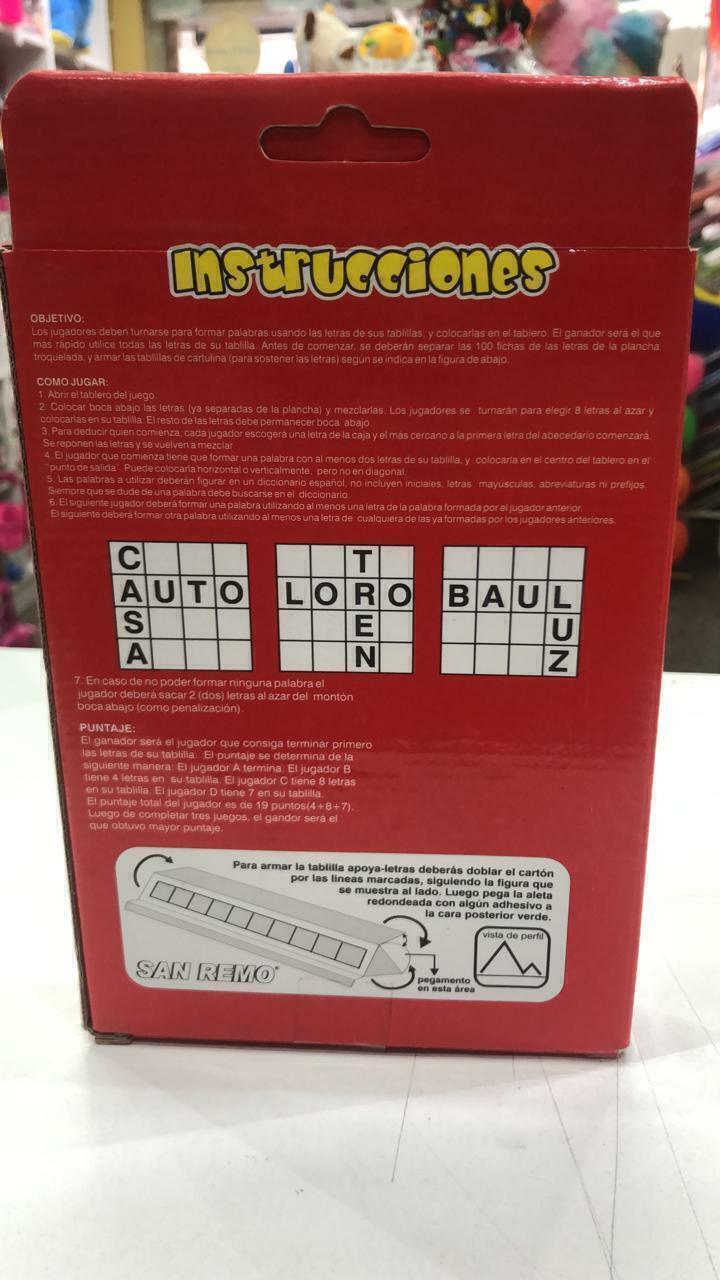 Instrucciones
OBJETIVO:
Los jugadores deben turnarse para formar palabras usando las letras de sus tablillas, y colocarlas en el tablero. El ganador será el que
más rápido utilice todas las letras de su tablilla. Antes de comenzar, se deberán separar las 100 fichas de las letras de la plancha
troquelada, y armar las tablillas de cartulina (para sostener las letras) según se indica en la figura de abajo.
COMO JUGAR:
1. Abrir el tablero del juego.
2. Colocar boca abajo las letras (ya separadas de la plancha) y mezclarlas. Los jugadores se turnarán para elegir 8 letras al azar y
colocarlas en su tablilla. El resto de las letras debe permanecer boca abajo.
3. Para deducir quien comienza, cada jugador escogerá una letra de la caja y el más cercano a la primera letra del abecedario comenzará.
Se reponen las letras y se vuelven a mezclar
4. El jugador que comienza tiene que formar una palabra con al menos dos letras de su tablilla, y colocarla en el centro del tablero en el
"punto de salida". Puede colocarla horizontal o verticalmente, pero no en diagonal.
5. Las palabras a utilizar deberán figurar en un diccionario español, no incluyen iniciales, letras mayúsculas, abreviaturas ni prefijos.
Siempre que se dude de una palabra debe buscarse en el diccionario.
6. El siguiente jugador deberá formar una palabra utilizando al menos una letra de la palabra formada por el jugador anterior.
El siguiente deberá formar otra palabra utilizando al menos una letra de cualquiera de las ya formadas por los jugadores anteriores.
C T
AUTO LORO BAUL
S E U
A N Z
7. En caso de no poder formar ninguna palabra el
jugador deberá sacar 2 (dos) letras al azar del montón
boca abajo (como penalización).
PUNTAJE:
El ganador será el jugador que consiga terminar primero
las letras de su tablilla. El puntaje se determina de la
siguiente manera: El jugador A termina. El jugador B
tiene 4 letras en su tablilla. El jugador C tiene 8 letras
en su tablilla. El jugador D tiene 7 en su tablilla.
El puntaje total del jugador es de 19 puntos(4+8+7).
Luego de completar tres juegos, el gandor será el
que obtuvo mayor puntaje.
Para armar la tablilla apoya-letras deberás doblar el cartón
por las lineas marcadas, siguiendo la figura que
se muestra al lado. Luego pega la aleta
redondeada con algún adhesivo a
la cara posterior verde.
vista de perfil
SAN REMO®
pegamento
en esta área